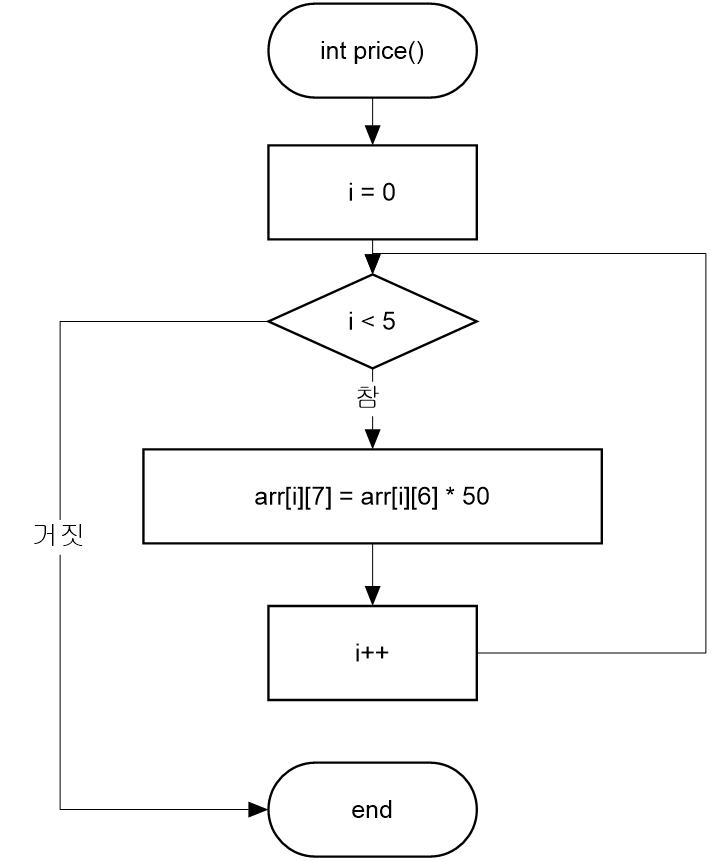 int price()
i = 0
i < 5
참
arr[i][7] = arr[i][6] * 50
거짓
i++
end